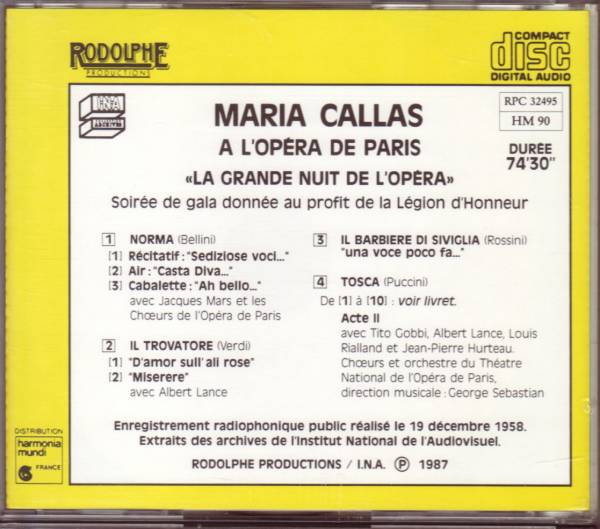 RODOLPHE
PRODUCTIONS
COMPACT
disc
DIGITAL AUDIO
INA
RPC 32495
HM 90
MARIA CALLAS
A L'OPÉRA DE PARIS
DURÉE
74'30"
«LA GRANDE NUIT DE L'OPÉRA»
Soirée de gala donnée au profit de la Légion d'Honneur
1 NORMA (Bellini)
[1] Récitatif : "Sediziose voci..."
[2] Air : "Casta Diva..."
[3] Cabalette : "Ah bello..."
avec Jacques Mars et les
Chœurs de l'Opéra de Paris
2 IL TROVATORE (Verdi)
[1] "D'amor sull' ali rose"
[2] "Miserere"
avec Albert Lance
3 IL BARBIERE DI SIVIGLIA (Rossini)
"una voce poco fa..."
4 TOSCA (Puccini)
De [1] à [10] : voir livret.
Acte II
avec Tito Gobbi, Albert Lance, Louis
Rialland et Jean-Pierre Hurteau.
Chœurs et orchestre du Théatre
National de l'Opéra de Paris,
direction musicale : George Sebastian
Enregistrement radiophonique public réalisé le 19 décembre 1958.
Extraits des archives de l'Institut National de l'Audiovisuel.
RODOLPHE PRODUCTIONS / I.N.A. Ⓟ 1987
DISTRIBUTION
harmonia
mundi
FRANCE